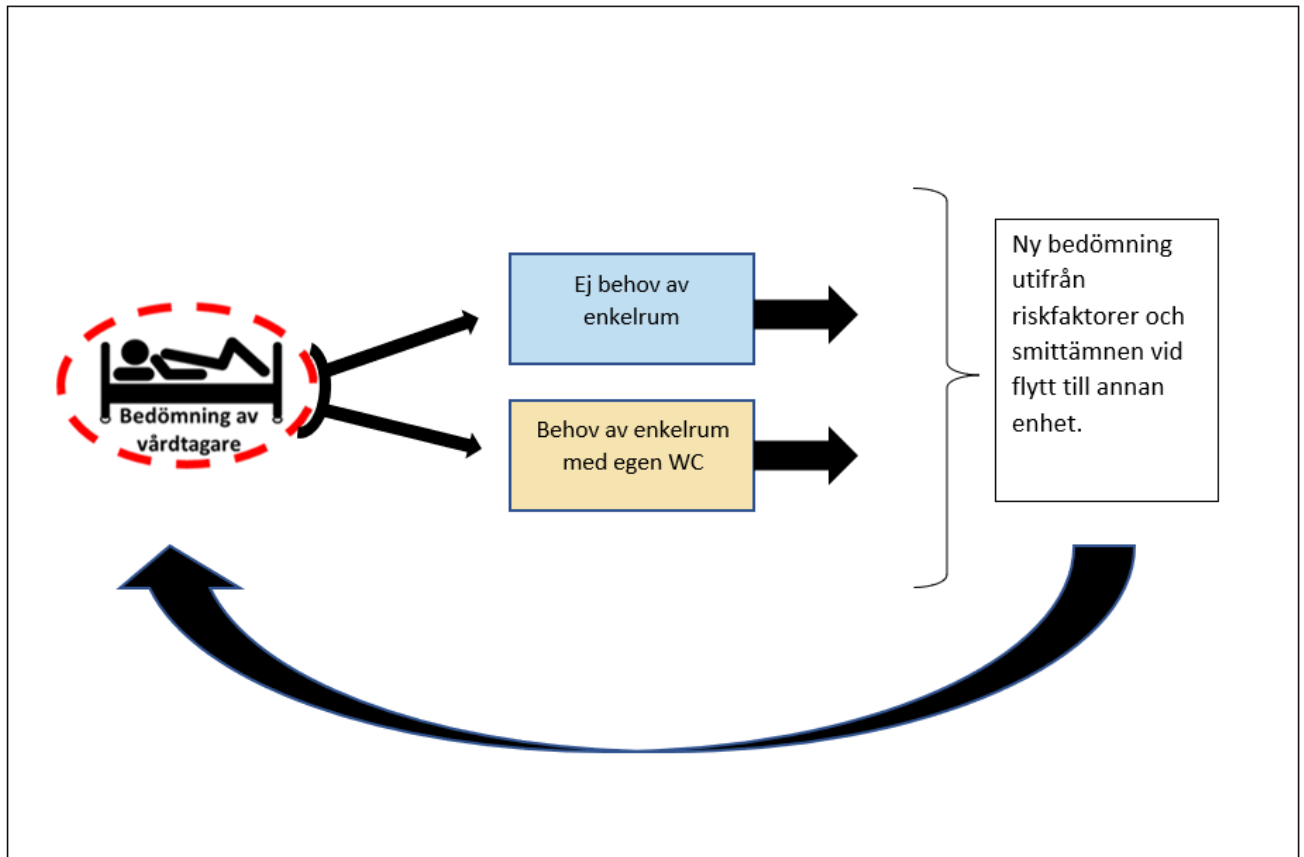 Bedömning av
vårdtagare
Ej behov av
enkelrum
Behov av enkelrum
med egen WC
Ny bedömning
utifrån
riskfaktorer och
smittämnen vid
flytt till annan
enhet.